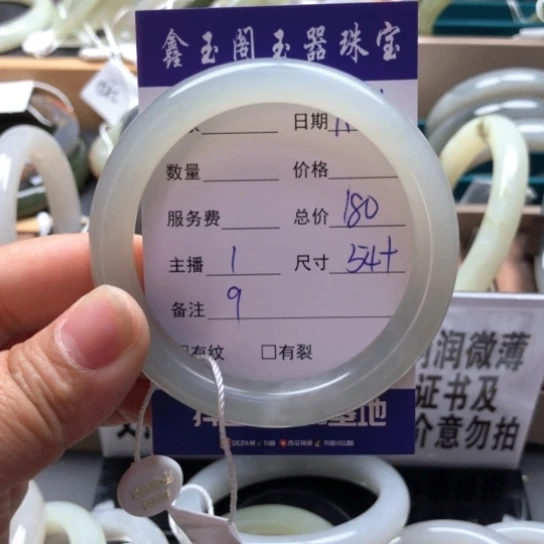 鑫玉阁玉器珠宝
日期
数量 价格
服务费 总价 180
主播 1 尺寸 54+
备注 9
有纹 □有裂
基地
润微薄
证书及
介意勿拍